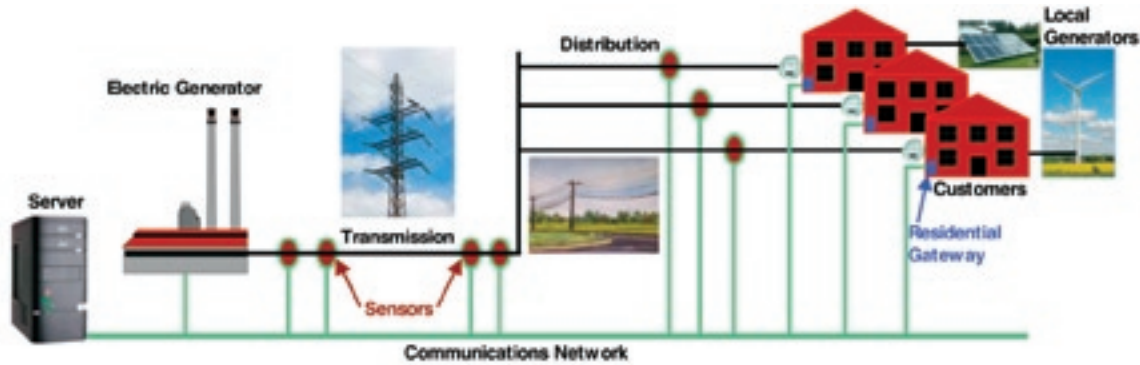 Distribution
Local
Generators
Electric Generator
Server
Transmission
Customers
Residential
Gateway
Sensors
Communications Network